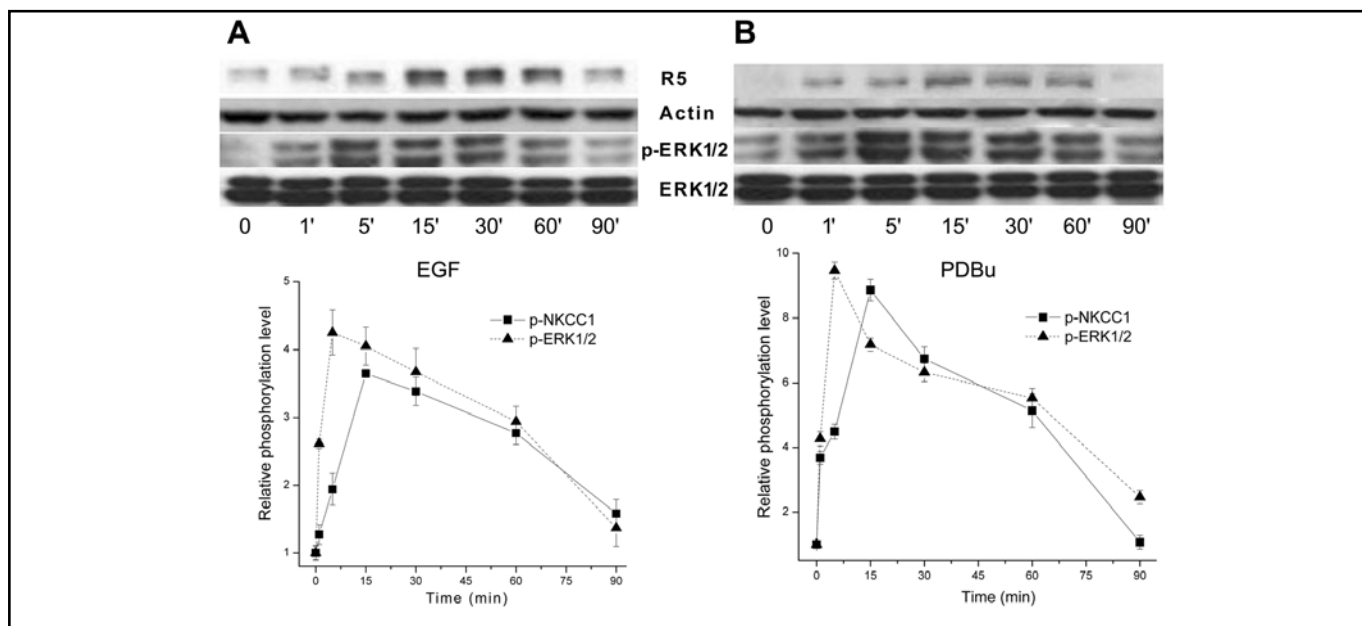 A
B
R5
Actin
p-ERK1/2
ERK1/2
0 1' 5' 15' 30' 60' 90'
0 1' 5' 15' 30' 60' 90'
EGF
Relative phosphorylation level
5
4
3
2
1
p-NKCC1
p-ERK1/2
0 15 30 45 60 75 90
Time (min)
PDBu
Relative phosphorylation level
10
8
6
4
2
p-NKCC1
p-ERK1/2
0 15 30 45 60 75 90
Time (min)